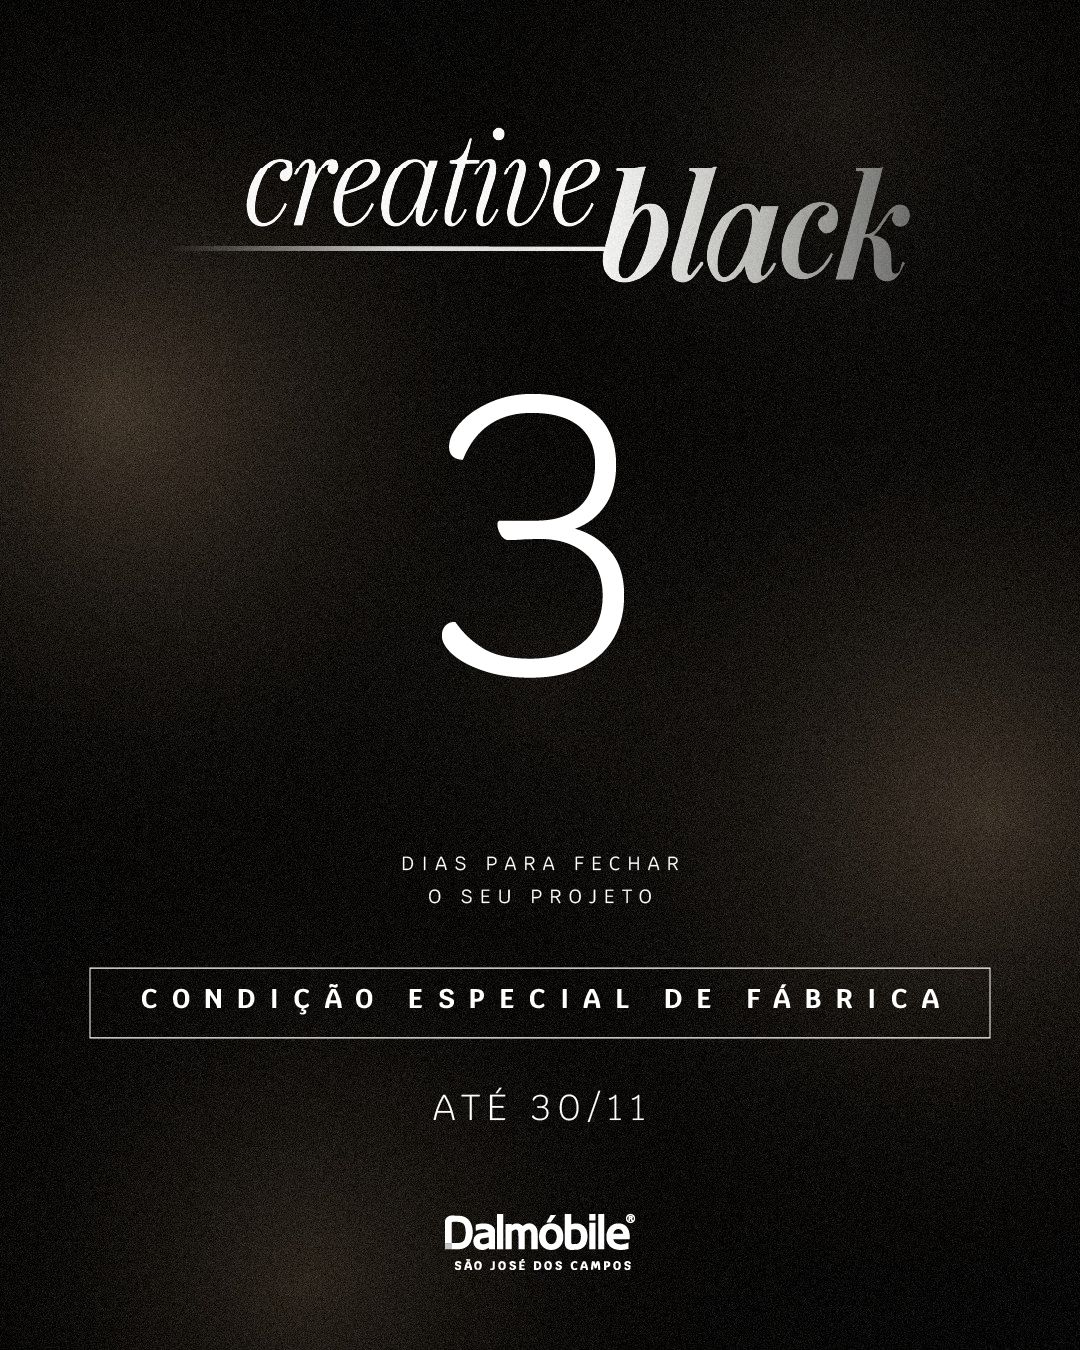 creative black
3
DIAS PARA FECHAR
O SEU PROJETO
CONDIÇÃO ESPECIAL DE FÁBRICA
ATÉ 30/11
Dalmóbile®
SÃO JOSÉ DOS CAMPOS